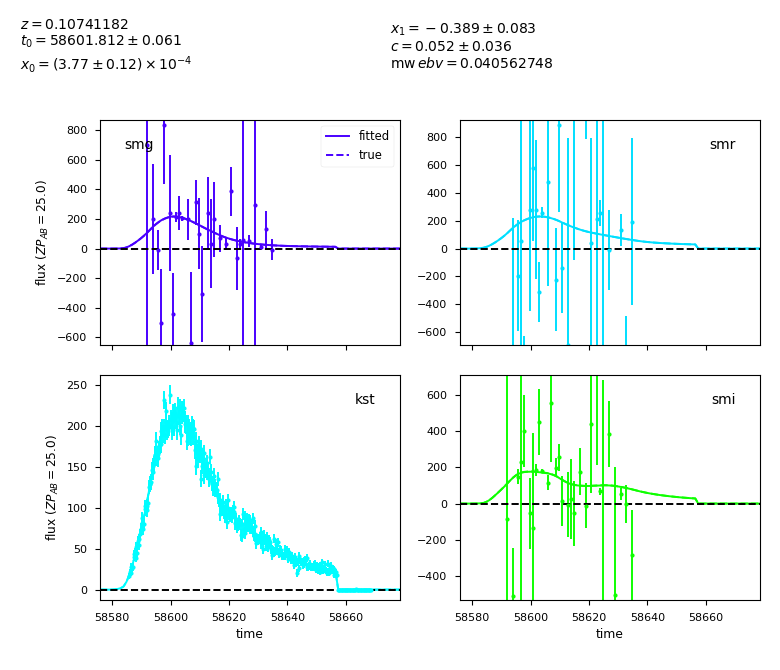 z = 0.10741182
t₀ = 58601.812 ± 0.061
x₀ = (3.77 ± 0.12) × 10⁻⁴
x₁ = −0.389 ± 0.083
c = 0.052 ± 0.036
mwebv = 0.040562748
smg
fitted
true
800
600
400
200
0
−200
−400
−600
flux (ZP_AB = 25.0)
smr
800
600
400
200
0
−200
−400
−600
kst
250
200
150
100
50
0
flux (ZP_AB = 25.0)
58580 58600 58620 58640 58660
time
smi
600
400
200
0
−200
−400
58580 58600 58620 58640 58660
time